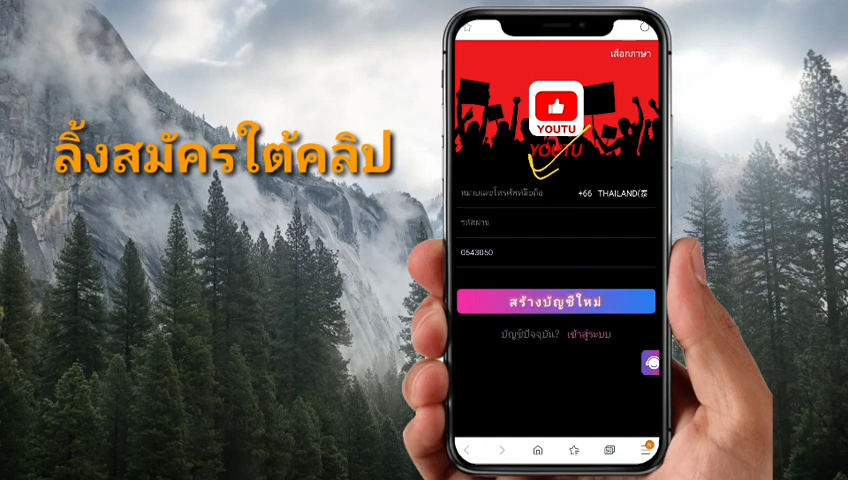 ลิ้งสมัครใต้คลิป
เลือกภาษา
YOUTU
YOUTU
หมายเลขโทรศัพท์มือถือ +66 THAILAND(泰
รหัสผ่าน
0543050
สร้างบัญชีใหม่
บัญชีปัจจุบัน? เข้าสู่ระบบ